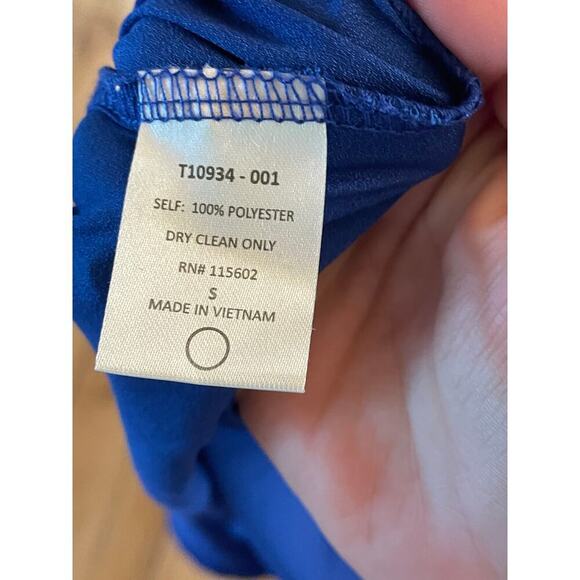 T10934 - 001
SELF: 100% POLYESTER
DRY CLEAN ONLY
RN# 115602
S
MADE IN VIETNAM